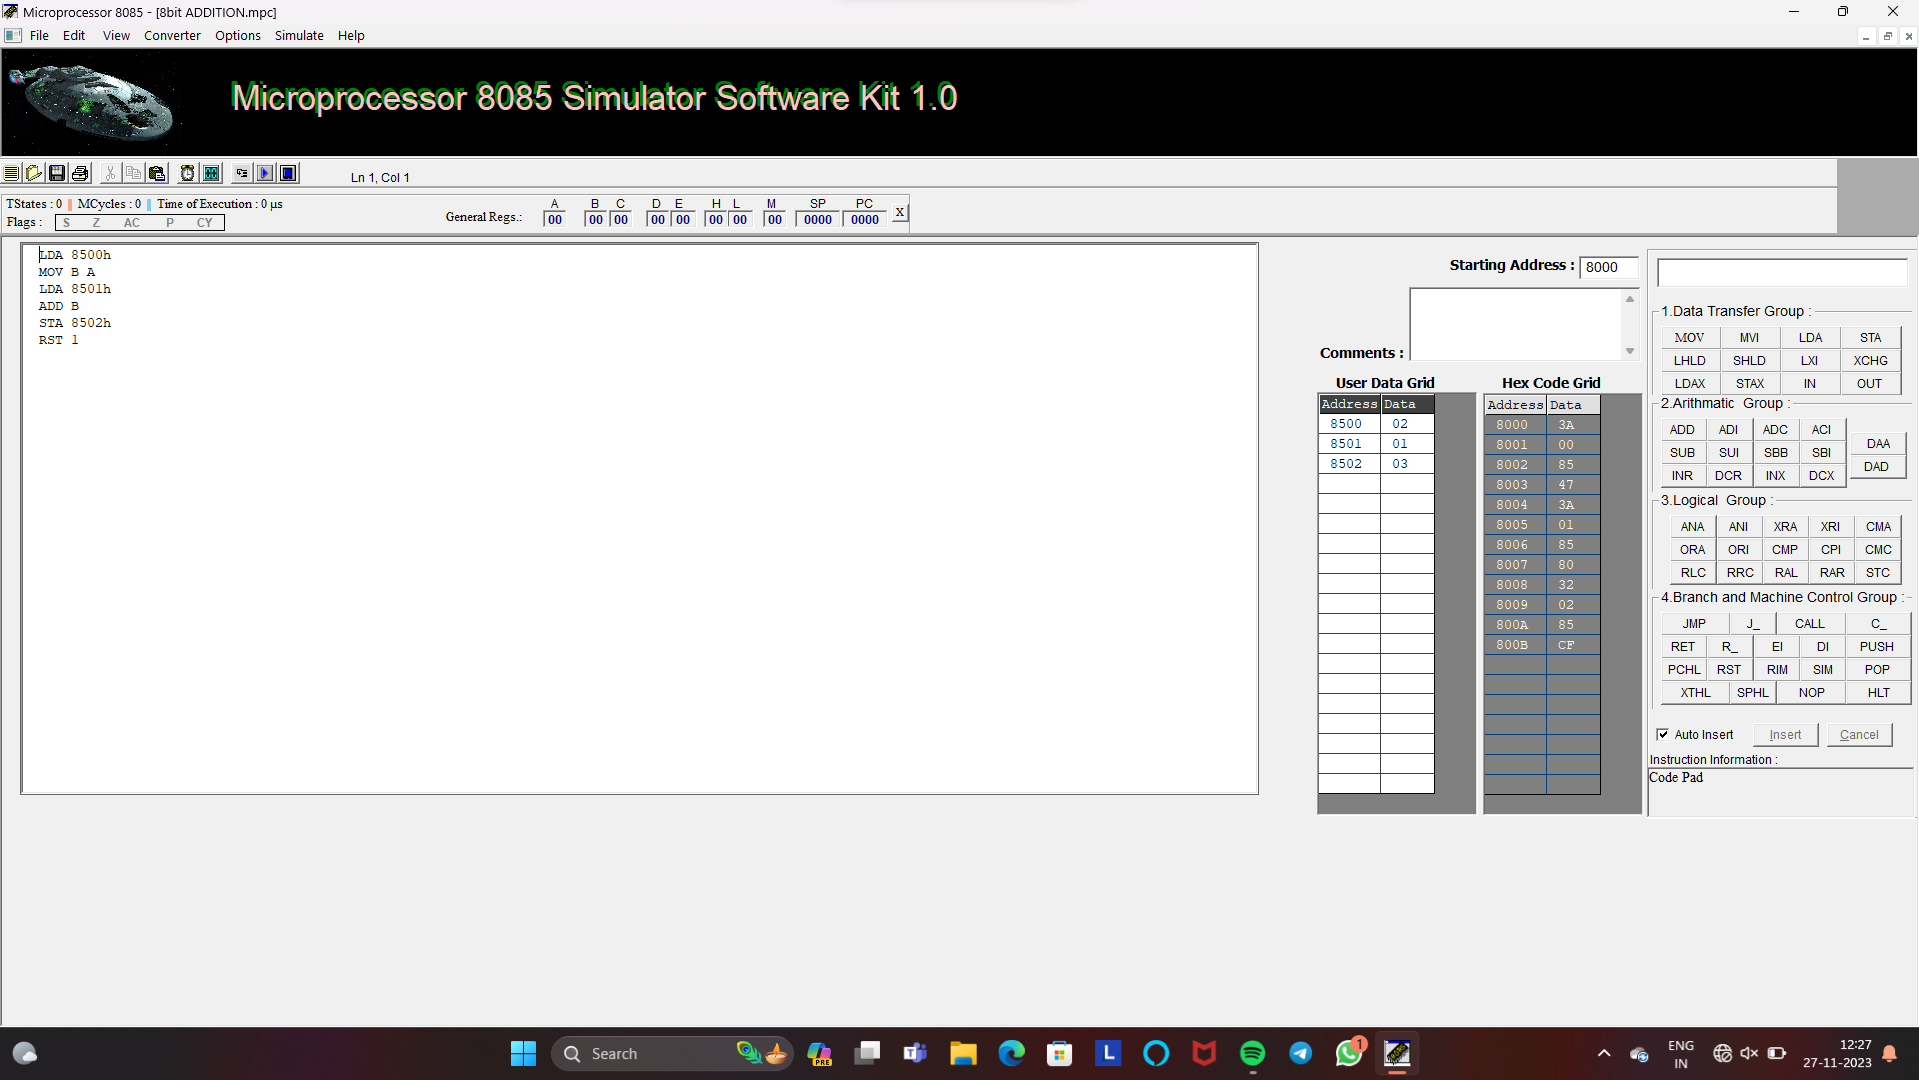 Microprocessor 8085 - [8bit ADDITION.mpc]
File Edit View Converter Options Simulate Help
Microprocessor 8085 Simulator Software Kit 1.0
Ln 1, Col 1
TStates : 0 MCycles : 0 Time of Execution : 0 µs
Flags : S Z AC P CY
General Regs.:
A B C D E H L M SP PC
00 00 00 00 00 00 00 00 0000 0000 X
LDA 8500h
MOV B A
LDA 8501h
ADD B
STA 8502h
RST 1
Starting Address : 8000
Comments :
User Data Grid
Address Data
8500 02
8501 01
8502 03
Hex Code Grid
Address Data
8000 3A
8001 00
8002 85
8003 47
8004 3A
8005 01
8006 85
8007 80
8008 32
8009 02
800A 85
800B CF
1.Data Transfer Group :
MOV MVI LDA STA
LHLD SHLD LXI XCHG
LDAX STAX IN OUT
2.Arithmatic Group :
ADD ADI ADC ACI
SUB SUI SBB SBI
INR DCR INX DCX
DAA
DAD
3.Logical Group :
ANA ANI XRA XRI CMA
ORA ORI CMP CPI CMC
RLC RRC RAL RAR STC
4.Branch and Machine Control Group :
JMP J_ CALL C_
RET R_ EI DI PUSH
PCHL RST RIM SIM POP
XTHL SPHL NOP HLT
Auto Insert Insert Cancel
Instruction Information :
Code Pad
Search
PRE
L
1
ENG
IN
12:27
27-11-2023